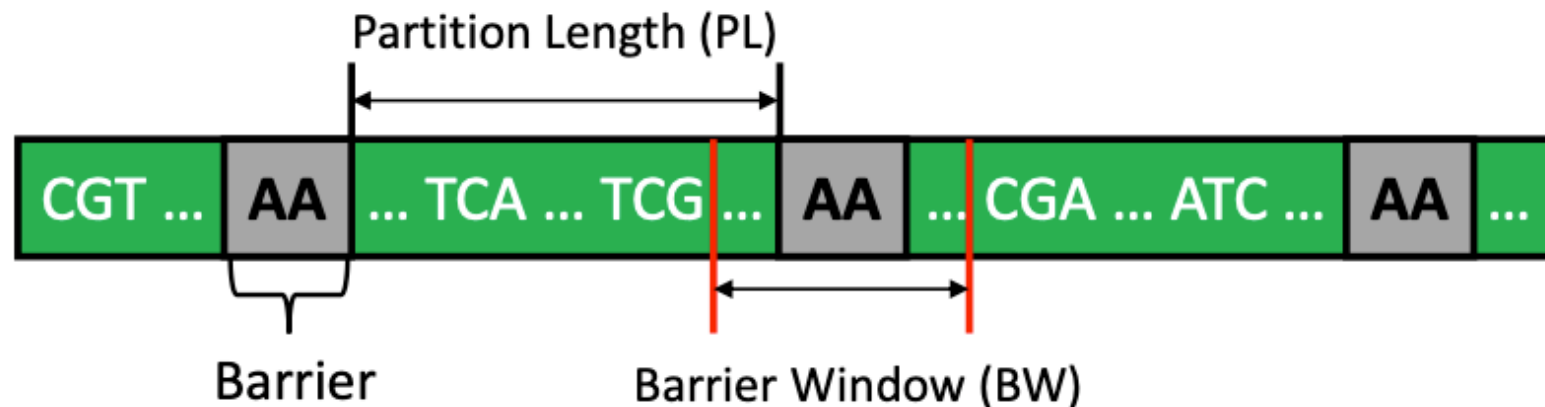 Partition Length (PL)
CGT ... AA ... TCA ... TCG ... AA ... CGA ... ATC ... AA ...
Barrier
Barrier Window (BW)